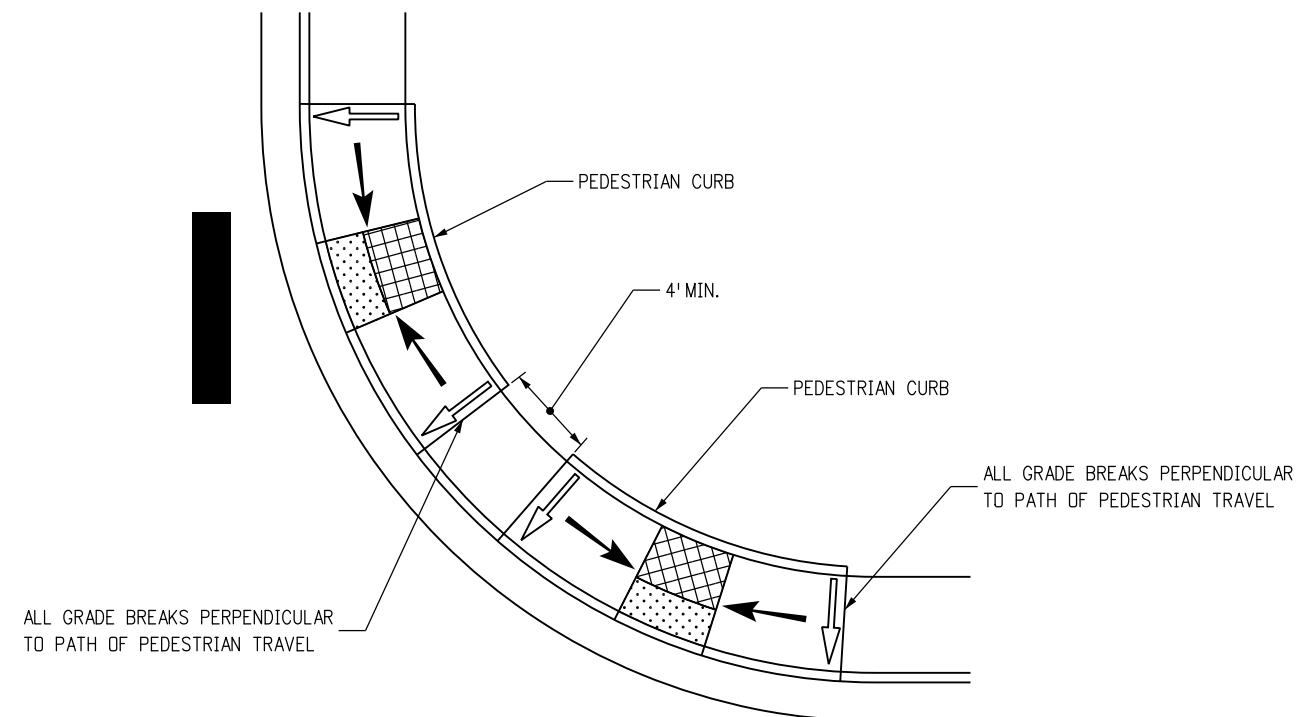 PEDESTRIAN CURB
4' MIN.
PEDESTRIAN CURB
ALL GRADE BREAKS PERPENDICULAR
TO PATH OF PEDESTRIAN TRAVEL
ALL GRADE BREAKS PERPENDICULAR
TO PATH OF PEDESTRIAN TRAVEL